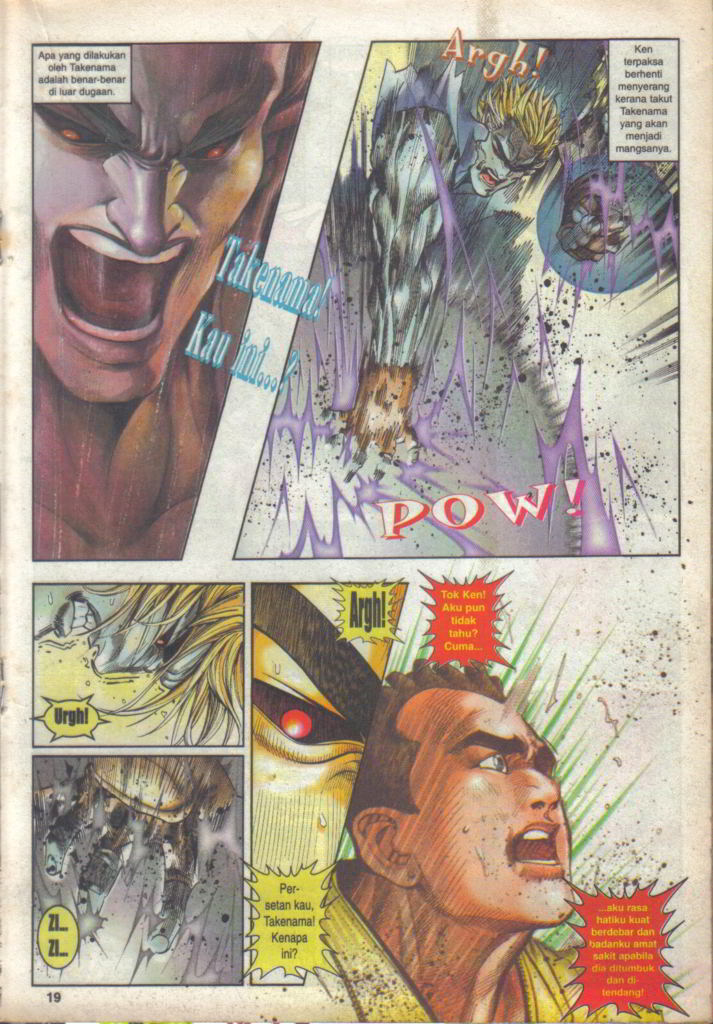 Apa yang dilakukan
oleh Takenama
adalah benar-benar
di luar dugaan.
Argh!
Ken
terpaksa
berhenti
menyerang
kerana takut
Takenama
yang akan
menjadi
mangsanya.
Takenama!
Kau ini...?
POW!
Urgh!
Argh!
Tok Ken!
Aku pun
tidak
tahu?
Cuma...
ZI...
ZI...
Per-
setan kau,
Takenama!
Kenapa
ini?
...aku rasa
hatiku kuat
berdebar dan
badanku amat
sakit apabila
dia ditumbuk
dan di-
tendang!
19